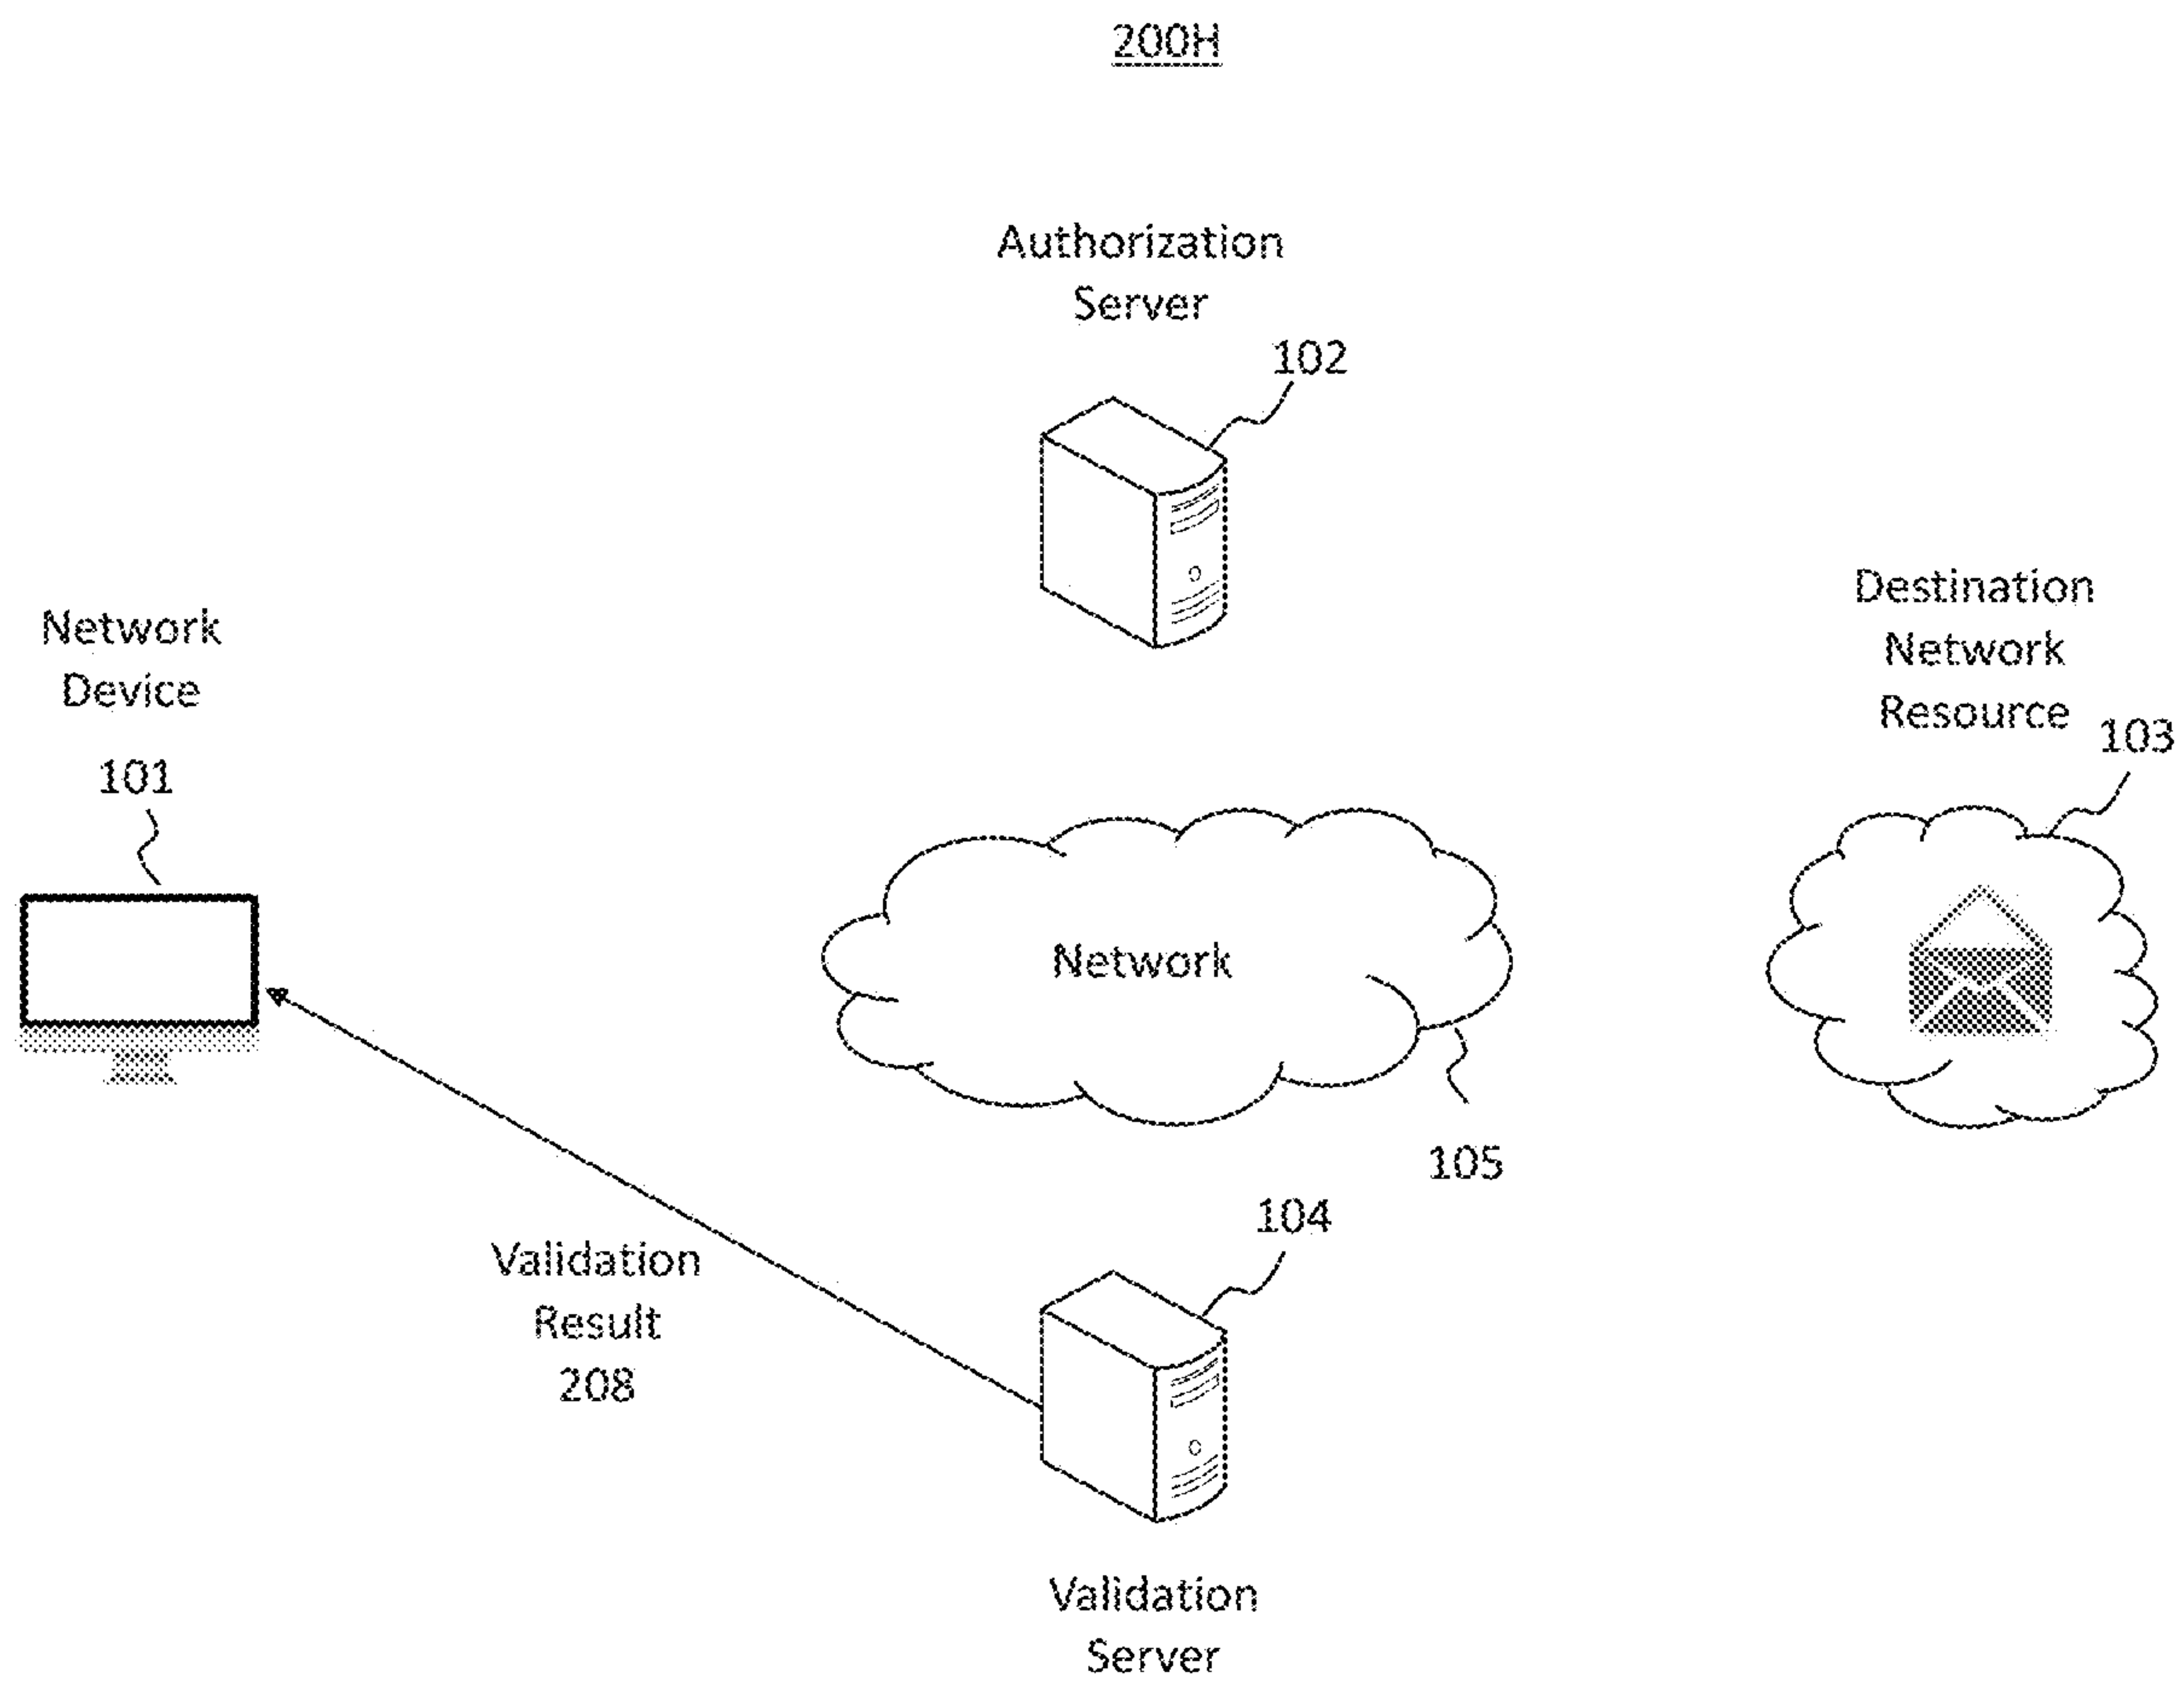 200H
Authorization
Server
102
Network
Device
101
Destination
Network
Resource
103
Network
105
104
Validation
Result
208
Validation
Server